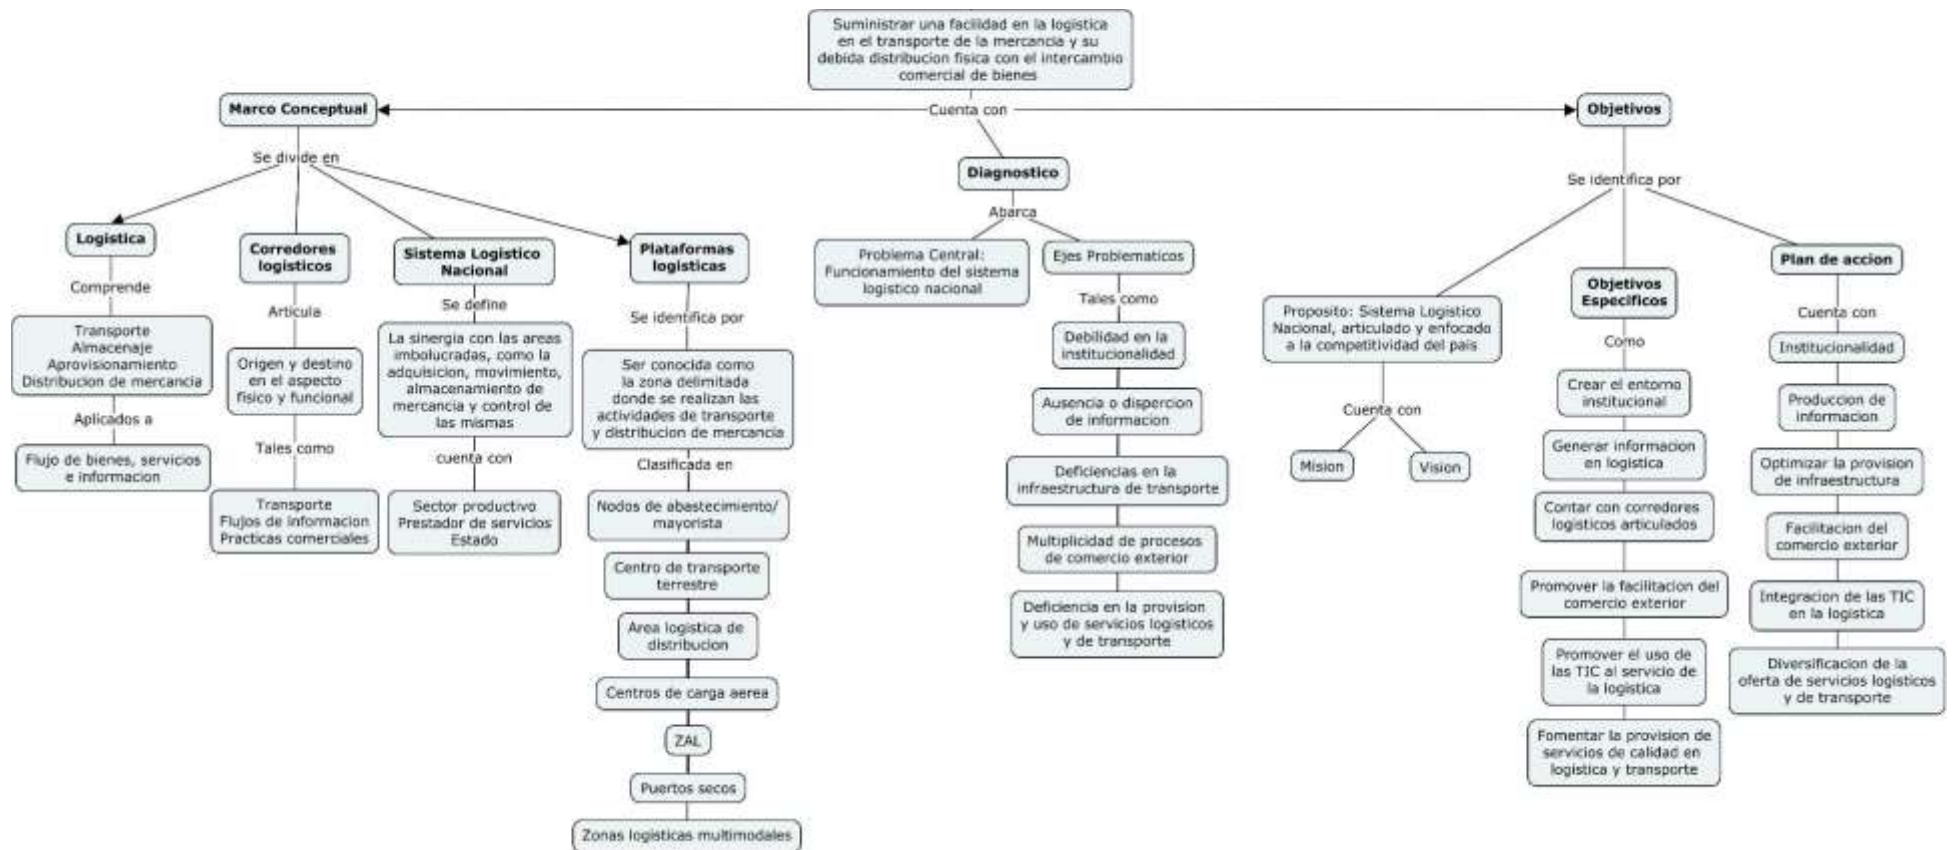 Suministrar una facilidad en la logistica
en el transporte de la mercancia y su
debida distribucion fisica con el intercambio
comercial de bienes
Cuenta con
Marco Conceptual
Se divide en
Logistica
Comprende
Transporte
Almacenaje
Aprovisionamiento
Distribucion de mercancia
Aplicados a
Flujo de bienes, servicios
e informacion
Corredores
logisticos
Articula
Origen y destino
en el aspecto
fisico y funcional
Tales como
Transporte
Flujos de informacion
Practicas comerciales
Sistema Logistico
Nacional
Se define
La sinergia con las areas
imbolucradas, como la
adquisicion, movimiento,
almacenamiento de
mercancia y control de
las mismas
cuenta con
Sector productivo
Prestador de servicios
Estado
Plataformas
logisticas
Se identifica por
Ser conocida como
la zona delimitada
donde se realizan las
actividades de transporte
y distribucion de mercancia
Clasificada en
Nodos de abastecimiento/
mayorista
Centro de transporte
terrestre
Area logistica de
distribucion
Centros de carga aerea
ZAL
Puertos secos
Zonas logisticas multimodales
Diagnostico
Abarca
Problema Central:
Funcionamiento del sistema
logistico nacional
Ejes Problematicos
Tales como
Debilidad en la
institucionalidad
Ausencia o dispercion
de informacion
Deficiencias en la
infraestructura de transporte
Multiplicidad de procesos
de comercio exterior
Deficiencia en la provision
y uso de servicios logisticos
y de transporte
Objetivos
Se identifica por
Proposito: Sistema Logistico
Nacional, articulado y enfocado
a la competitividad del pais
Cuenta con
Mision
Vision
Objetivos
Especificos
Como
Crear el entorno
institucional
Generar informacion
en logistica
Contar con corredores
logisticos articulados
Promover la facilitacion del
comercio exterior
Promover el uso de
las TIC al servicio de
la logistica
Fomentar la provision de
servicios de calidad en
logistica y transporte
Plan de accion
Cuenta con
Institucionalidad
Produccion de
informacion
Optimizar la provision
de infraestructura
Facilitacion del
comercio exterior
Integracion de las TIC
en la logistica
Diversificacion de la
oferta de servicios logisticos
y de transporte